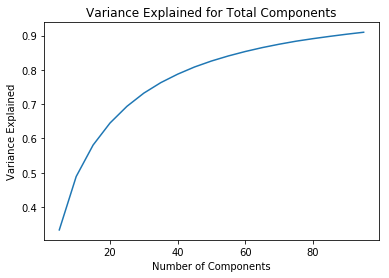 Variance Explained for Total Components
0.9
0.8
0.7
0.6
0.5
0.4
Variance Explained
20 40 60 80
Number of Components